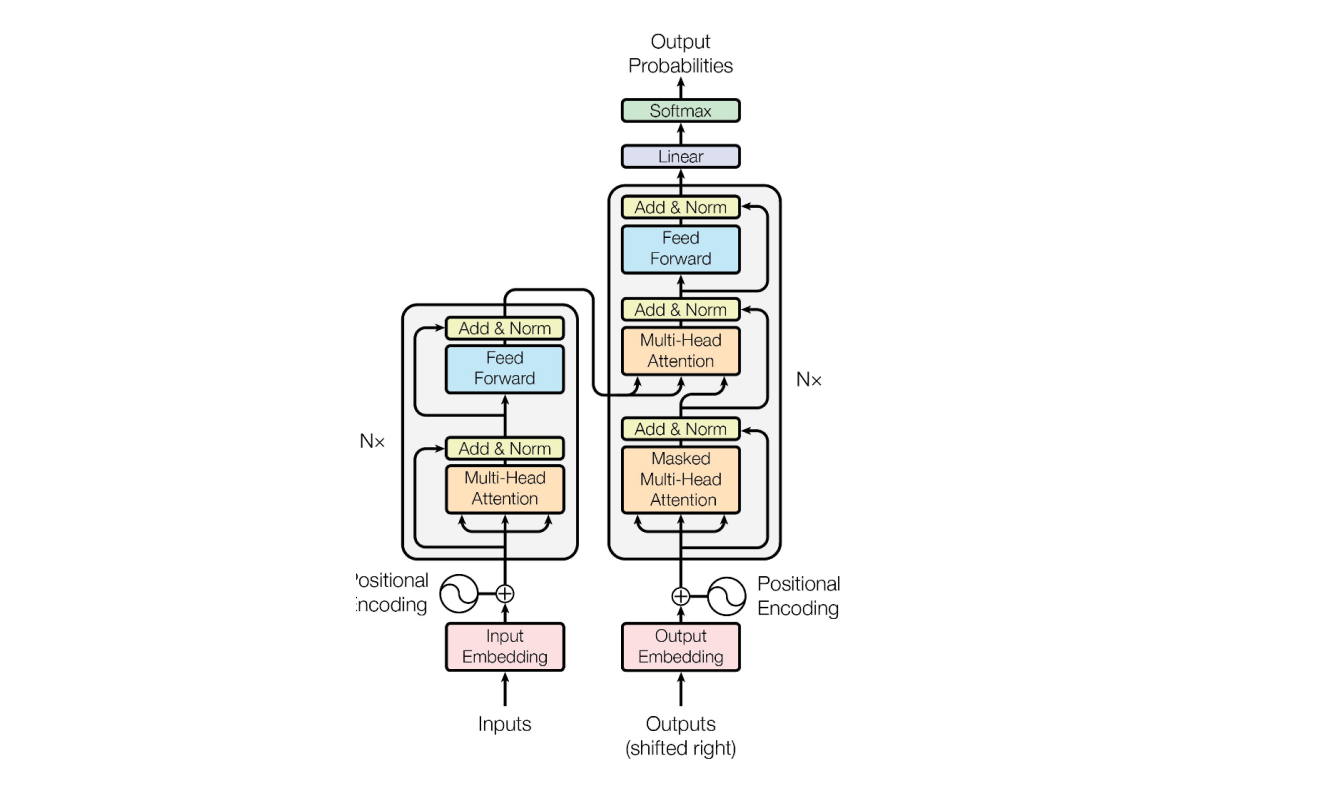 Output
Probabilities
Softmax
Linear
Add & Norm
Feed
Forward
Add & Norm
Multi-Head
Attention
Add & Norm
Masked
Multi-Head
Attention
Nx
Add & Norm
Feed
Forward
Add & Norm
Multi-Head
Attention
Nx
Positional
Encoding
Positional
Encoding
Input
Embedding
Output
Embedding
Inputs
Outputs
(shifted right)